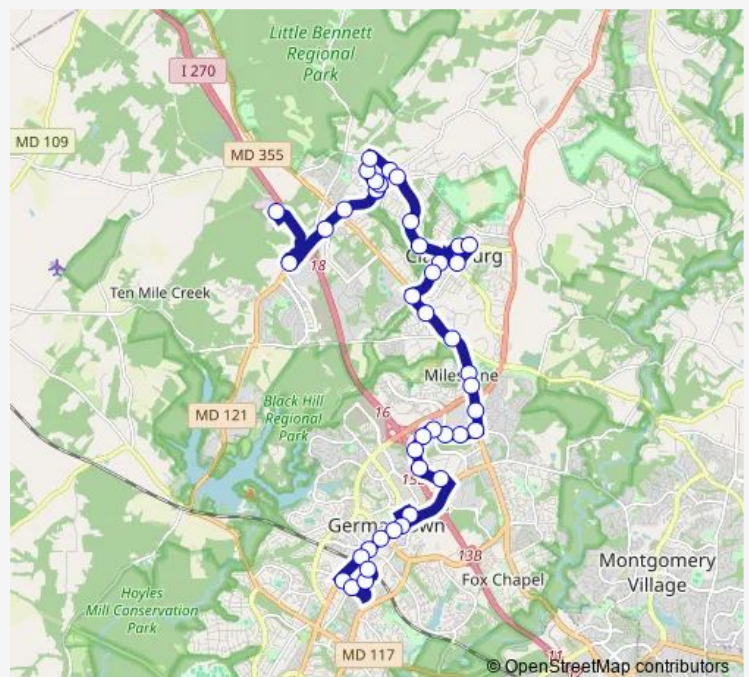 Little Bennett
Regional
Park
I 270
MD 109
MD 355
18
Ten Mile Creek
Milestone
Black Hill
Regional
Park
16
MD 121
Germantown
13B
Fox Chapel
Montgomery
Village
Hoyles
Mill Conservation
Park
MD 117
11
© OpenStreetMap contributors